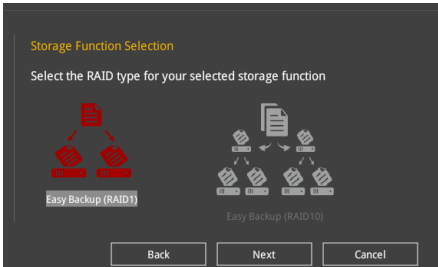 Storage Function Selection
Select the RAID type for your selected storage function
Easy Backup (RAID1)
Easy Backup (RAID10)
Back
Next
Cancel